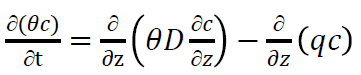 ∂(θc)/∂t = ∂/∂z (θD ∂c/∂z) − ∂/∂z (qc)